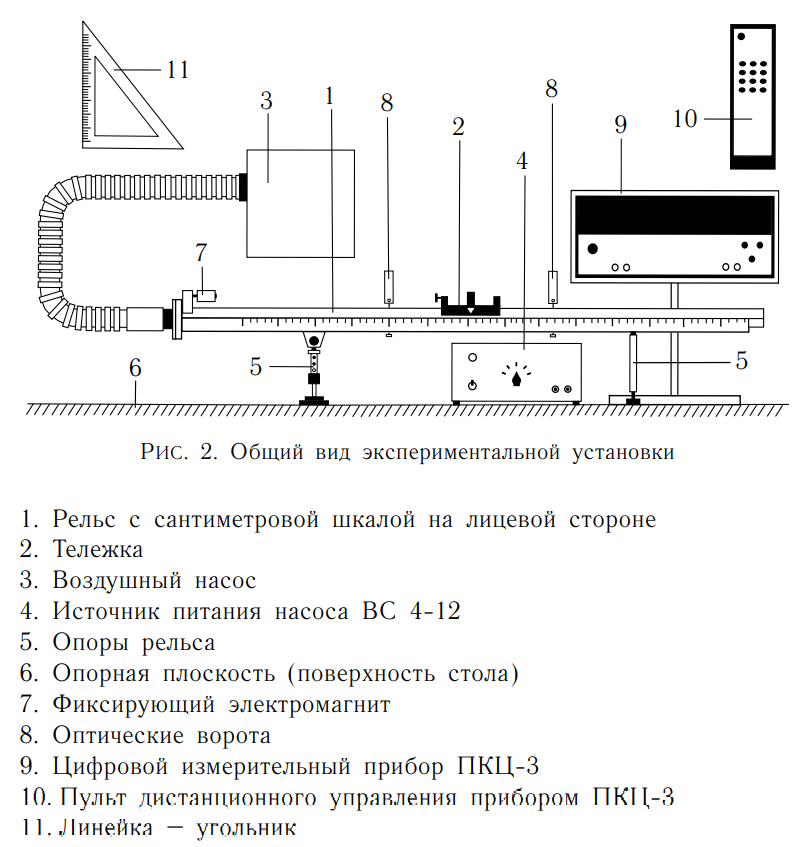 11
3
1
8
2
4
8
9
10
7
5
6
5
Рис. 2. Общий вид экспериментальной установки
1. Рельс с сантиметровой шкалой на лицевой стороне
2. Тележка
3. Воздушный насос
4. Источник питания насоса ВС 4-12
5. Опоры рельса
6. Опорная плоскость (поверхность стола)
7. Фиксирующий электромагнит
8. Оптические ворота
9. Цифровой измерительный прибор ПКЦ-3
10. Пульт дистанционного управления прибором ПКЦ-3
11. Линейка – угольник